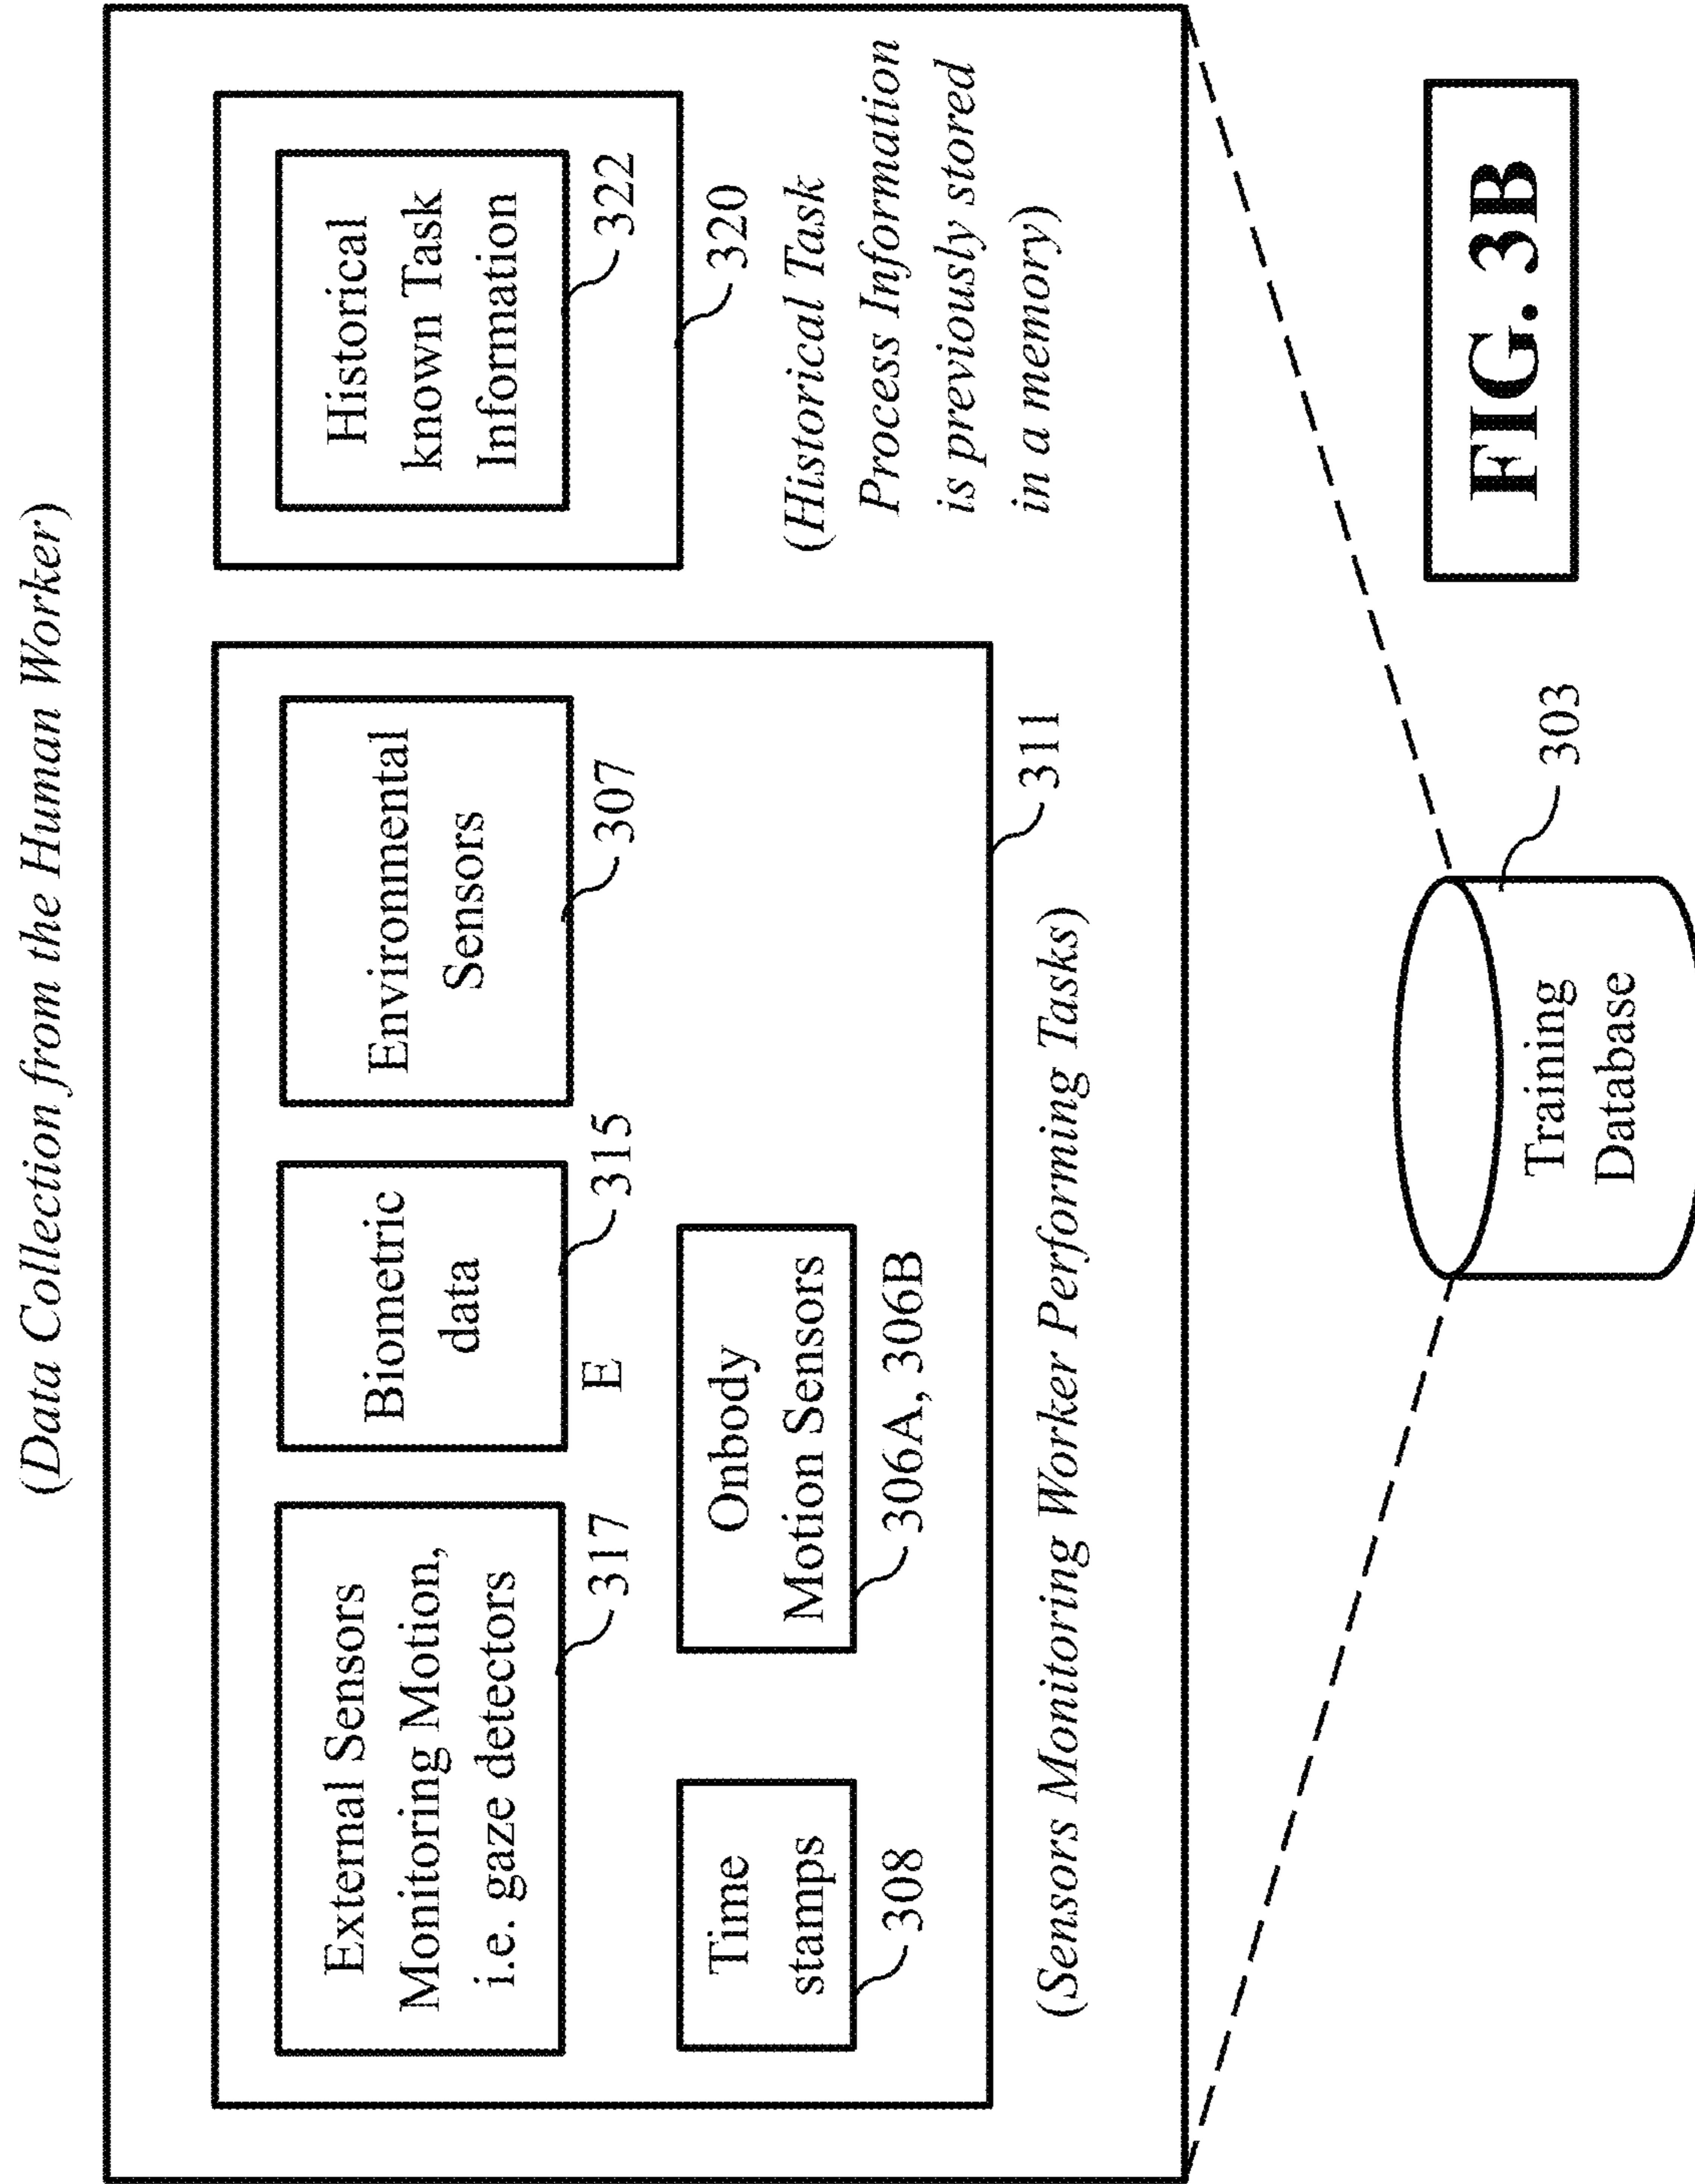 (Data Collection from the Human Worker)
External Sensors
Monitoring Motion,
i.e. gaze detectors
317
Biometric
data
315
E
Environmental
Sensors
307
Time
stamps
308
Onbody
Motion Sensors
306A, 306B
311
(Sensors Monitoring Worker Performing Tasks)
Historical
known Task
Information
322
320
(Historical Task
Process Information
is previously stored
in a memory)
Training
Database
303
FIG. 3B